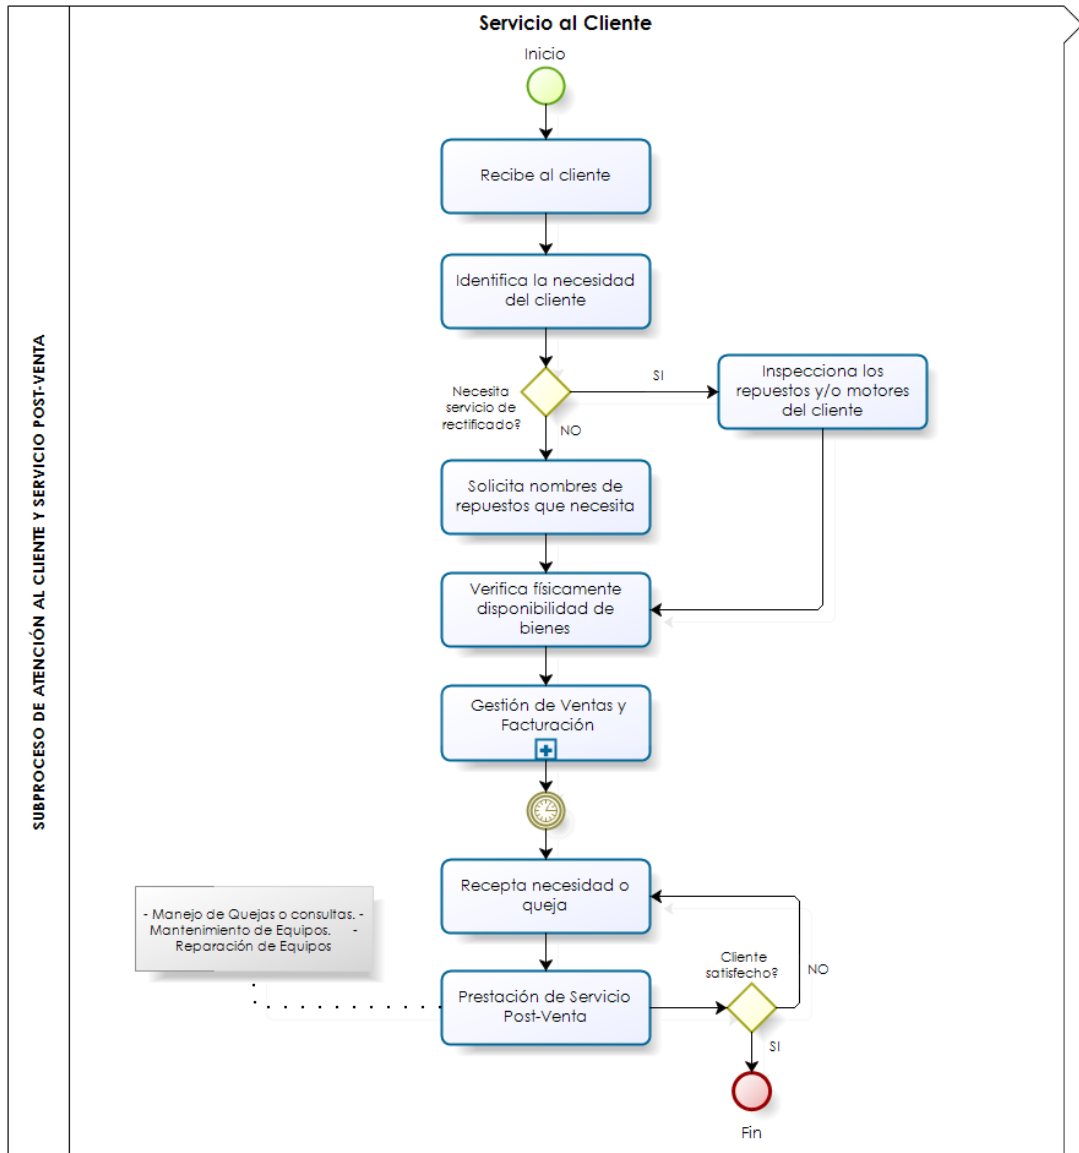 Servicio al Cliente
SUBPROCESO DE ATENCIÓN AL CLIENTE Y SERVICIO POST-VENTA
Inicio
Recibe al cliente
Identifica la necesidad
del cliente
Necesita
servicio de
rectificado?
SI
Inspecciona los
repuestos y/o motores
del cliente
NO
Solicita nombres de
repuestos que necesita
Verifica físicamente
disponibilidad de
bienes
Gestión de Ventas y
Facturación
Recepta necesidad o
queja
- Manejo de Quejas o consultas. -
Mantenimiento de Equipos. -
Reparación de Equipos
Prestación de Servicio
Post-Venta
Cliente
satisfecho?
NO
SI
Fin